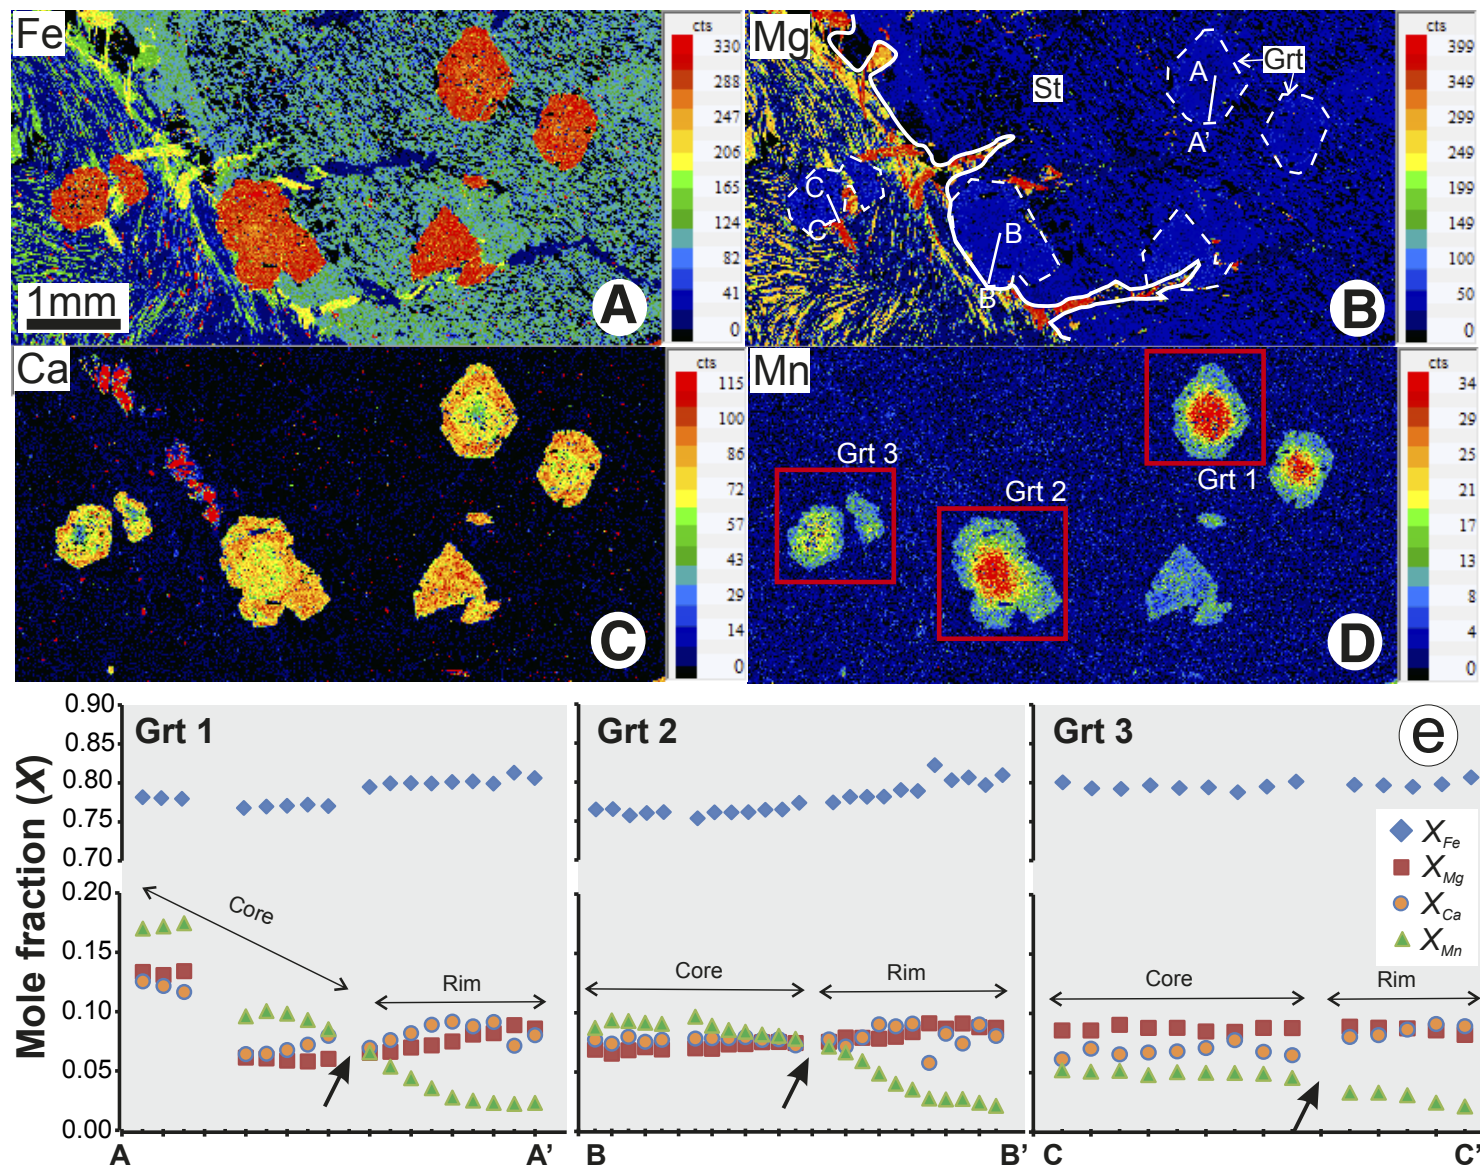 Fe
cts
330
288
247
206
165
124
82
41
0
1mm
A
Mg
St
Grt
A
A'
C
C'
B
B'
B
cts
399
349
299
249
199
149
100
50
0
Ca
cts
115
100
86
72
57
43
29
14
0
C
Mn
Grt 3
Grt 2
Grt 1
cts
34
29
25
21
17
13
8
4
0
D
Mole fraction (X)
0.90
0.85
0.80
0.75
0.70
0.20
0.15
0.10
0.05
0.00
Grt 1
Core
Rim
A
A'
Grt 2
Core
Rim
B
B'
Grt 3
Core
Rim
C
C'
e
XFe
XMg
XCa
XMn